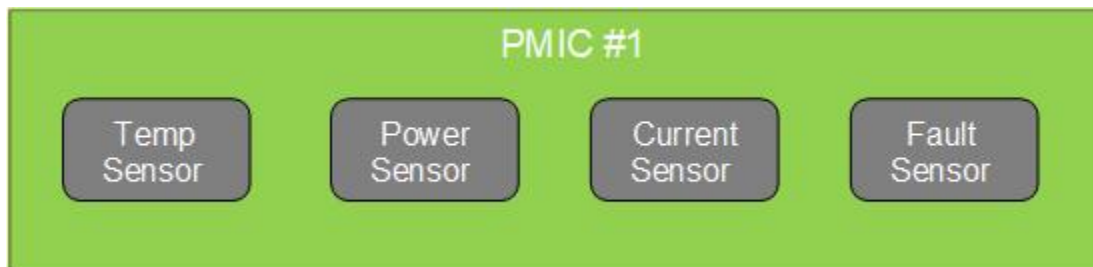 PMIC #1
Temp
Sensor
Power
Sensor
Current
Sensor
Fault
Sensor